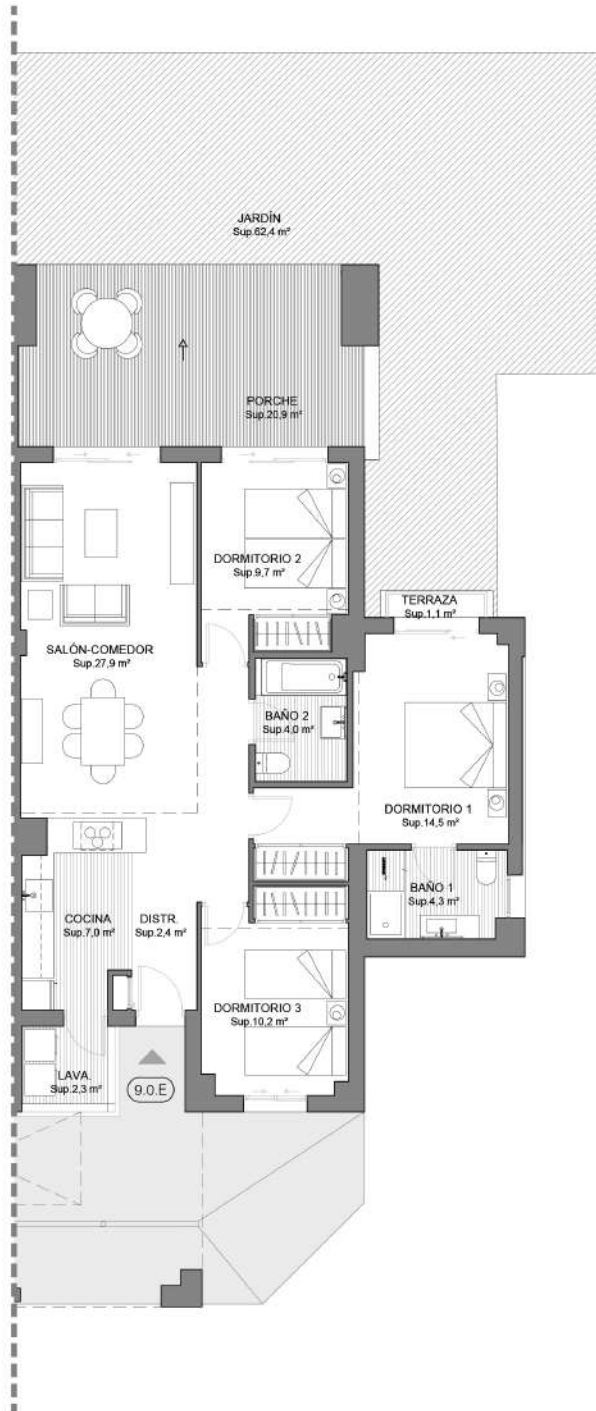 JARDÍN
Sup.62,4 m²
PORCHE
Sup.20,9 m²
DORMITORIO 2
Sup.9,7 m²
TERRAZA
Sup.1,1 m²
SALÓN-COMEDOR
Sup.27,9 m²
BAÑO 2
Sup.4,0 m²
DORMITORIO 1
Sup.14,5 m²
BAÑO 1
Sup.4,3 m²
COCINA
Sup.7,0 m²
DISTR.
Sup.2,4 m²
DORMITORIO 3
Sup.10,2 m²
LAVA.
Sup.2,3 m²
9.0.E